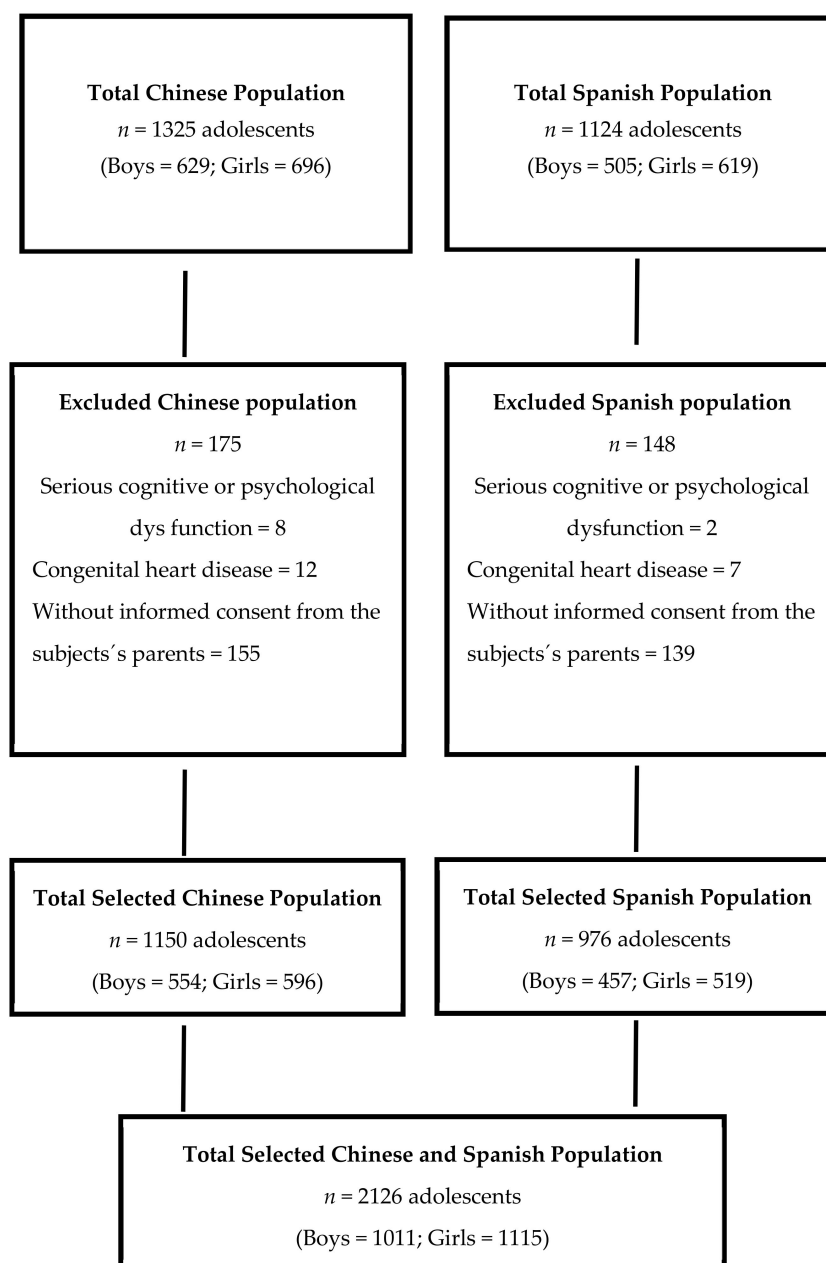 Total Chinese Population
n = 1325 adolescents
(Boys = 629; Girls = 696)
Total Spanish Population
n = 1124 adolescents
(Boys = 505; Girls = 619)
Excluded Chinese population
n = 175
Serious cognitive or psychological
dys function = 8
Congenital heart disease = 12
Without informed consent from the
subjects´s parents = 155
Excluded Spanish population
n = 148
Serious cognitive or psychological
dysfunction = 2
Congenital heart disease = 7
Without informed consent from the
subjects´s parents = 139
Total Selected Chinese Population
n = 1150 adolescents
(Boys = 554; Girls = 596)
Total Selected Spanish Population
n = 976 adolescents
(Boys = 457; Girls = 519)
Total Selected Chinese and Spanish Population
n = 2126 adolescents
(Boys = 1011; Girls = 1115)